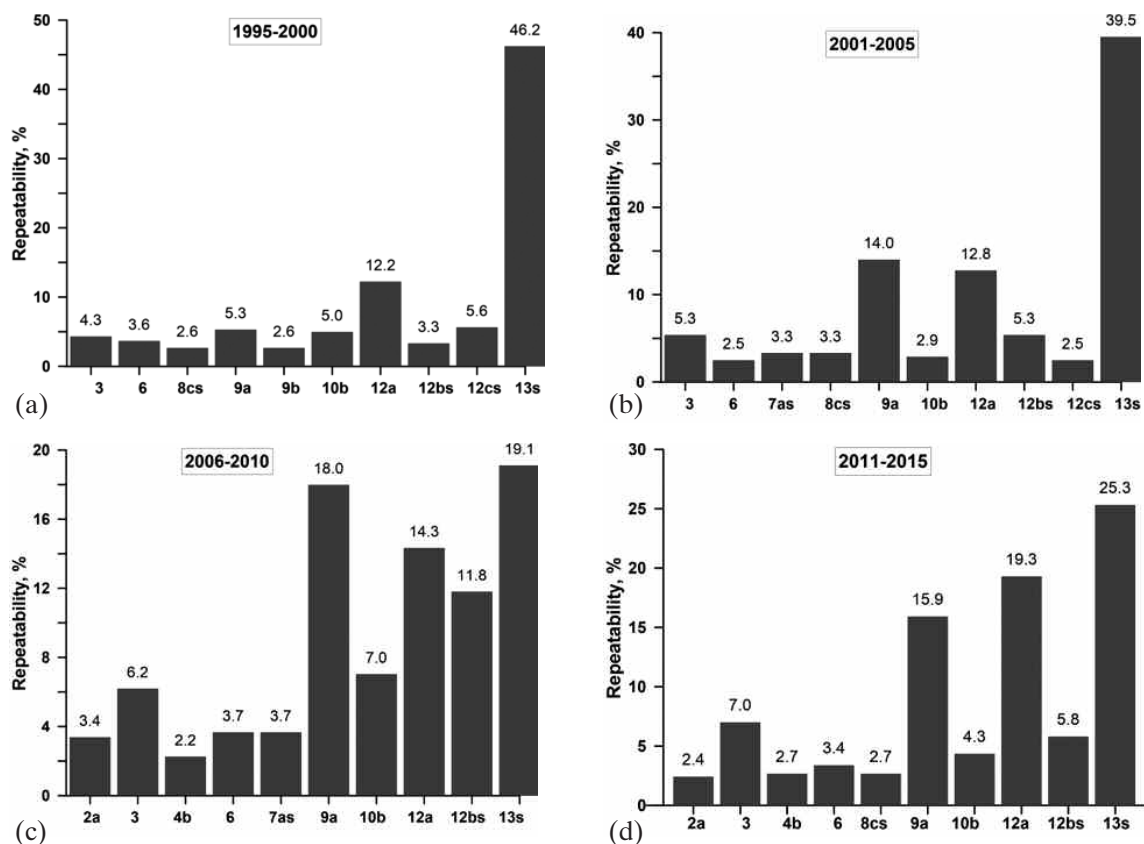 1995-2000
Repeatability, %
50
40
30
20
10
0
4.3 3.6 2.6 5.3 2.6 5.0 12.2 3.3 5.6 46.2
3 6 8cs 9a 9b 10b 12a 12bs 12cs 13s
(a)
2001-2005
Repeatability, %
40
30
20
10
0
5.3 2.5 3.3 3.3 14.0 2.9 12.8 5.3 2.5 39.5
3 6 7as 8cs 9a 10b 12a 12bs 12cs 13s
(b)
2006-2010
Repeatability, %
20
16
12
8
4
0
3.4 6.2 2.2 3.7 3.7 18.0 7.0 14.3 11.8 19.1
2a 3 4b 6 7as 9a 10b 12a 12bs 13s
(c)
2011-2015
Repeatability, %
30
25
20
15
10
5
0
2.4 7.0 2.7 3.4 2.7 15.9 4.3 19.3 5.8 25.3
2a 3 4b 6 8cs 9a 10b 12a 12bs 13s
(d)